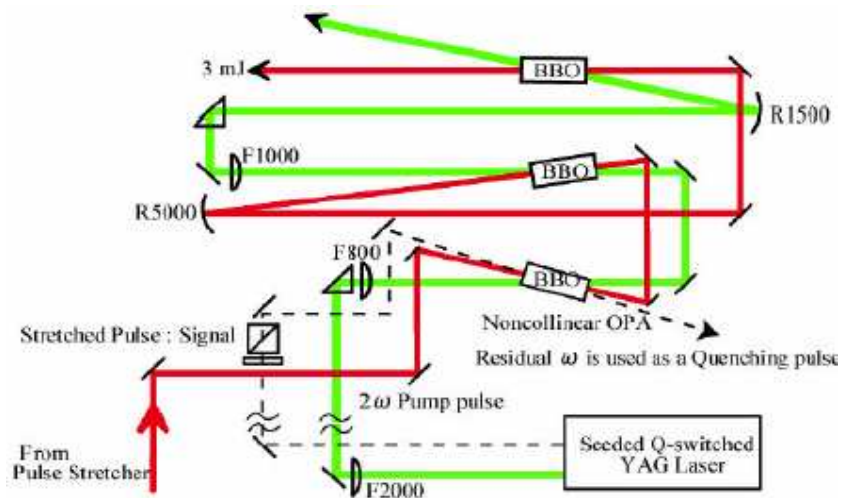 3 mJ
BBO
R1500
F1000
BBO
R5000
F800
BBO
Noncollinear OPA
Stretched Pulse : Signal
Residual ω is used as a Quenching pulse
2ω Pump pulse
From
Pulse Stretcher
Seeded Q-switched
YAG Laser
F2000